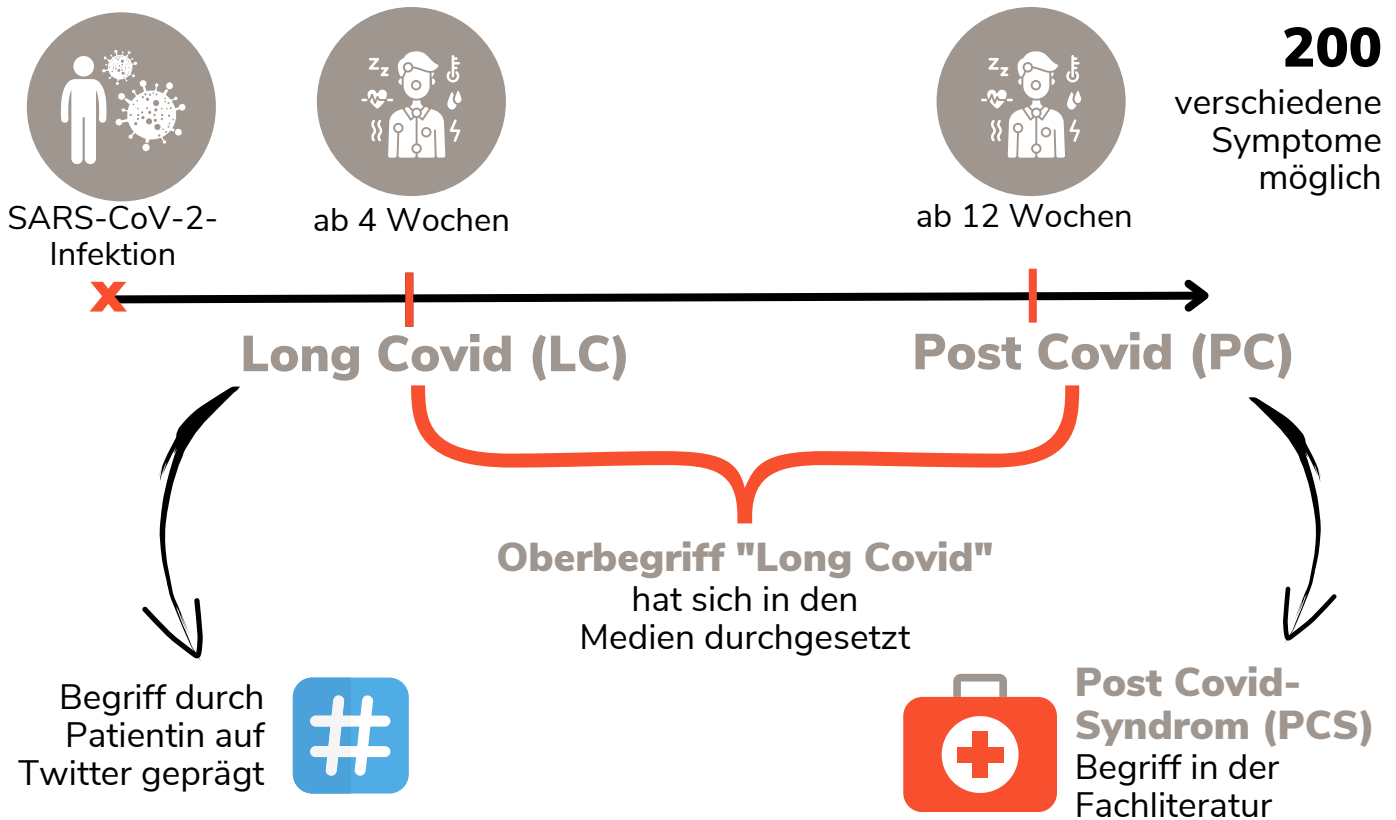 SARS-CoV-2-
Infektion
ab 4 Wochen
ab 12 Wochen
200
verschiedene
Symptome
möglich
Long Covid (LC)
Post Covid (PC)
Oberbegriff "Long Covid"
hat sich in den
Medien durchgesetzt
Begriff durch
Patientin auf
Twitter geprägt
#
Post Covid-
Syndrom (PCS)
Begriff in der
Fachliteratur